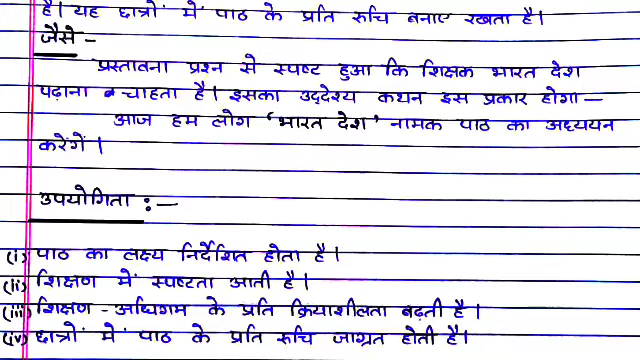 है। यह छात्रों में पाठ के प्रति रुचि बनाए रखता है।
जैसे -
प्रस्तावना प्रश्न से स्पष्ट हुआ कि शिक्षक भारत देश
पढ़ाना चाहता है। इसका उद्देश्य कथन इस प्रकार होगा —
आज हम लोग 'भारत देश' नामक पाठ का अध्ययन
करेंगें।
उपयोगिता :-
(i) पाठ का लक्ष्य निर्देशित होता है।
(ii) शिक्षण में स्पष्टता आती है।
(iii) शिक्षण - अधिगम के प्रति क्रियाशीलता बढ़ती है।
(iv) छात्रों में पाठ के प्रति रुचि जाग्रत होती है।